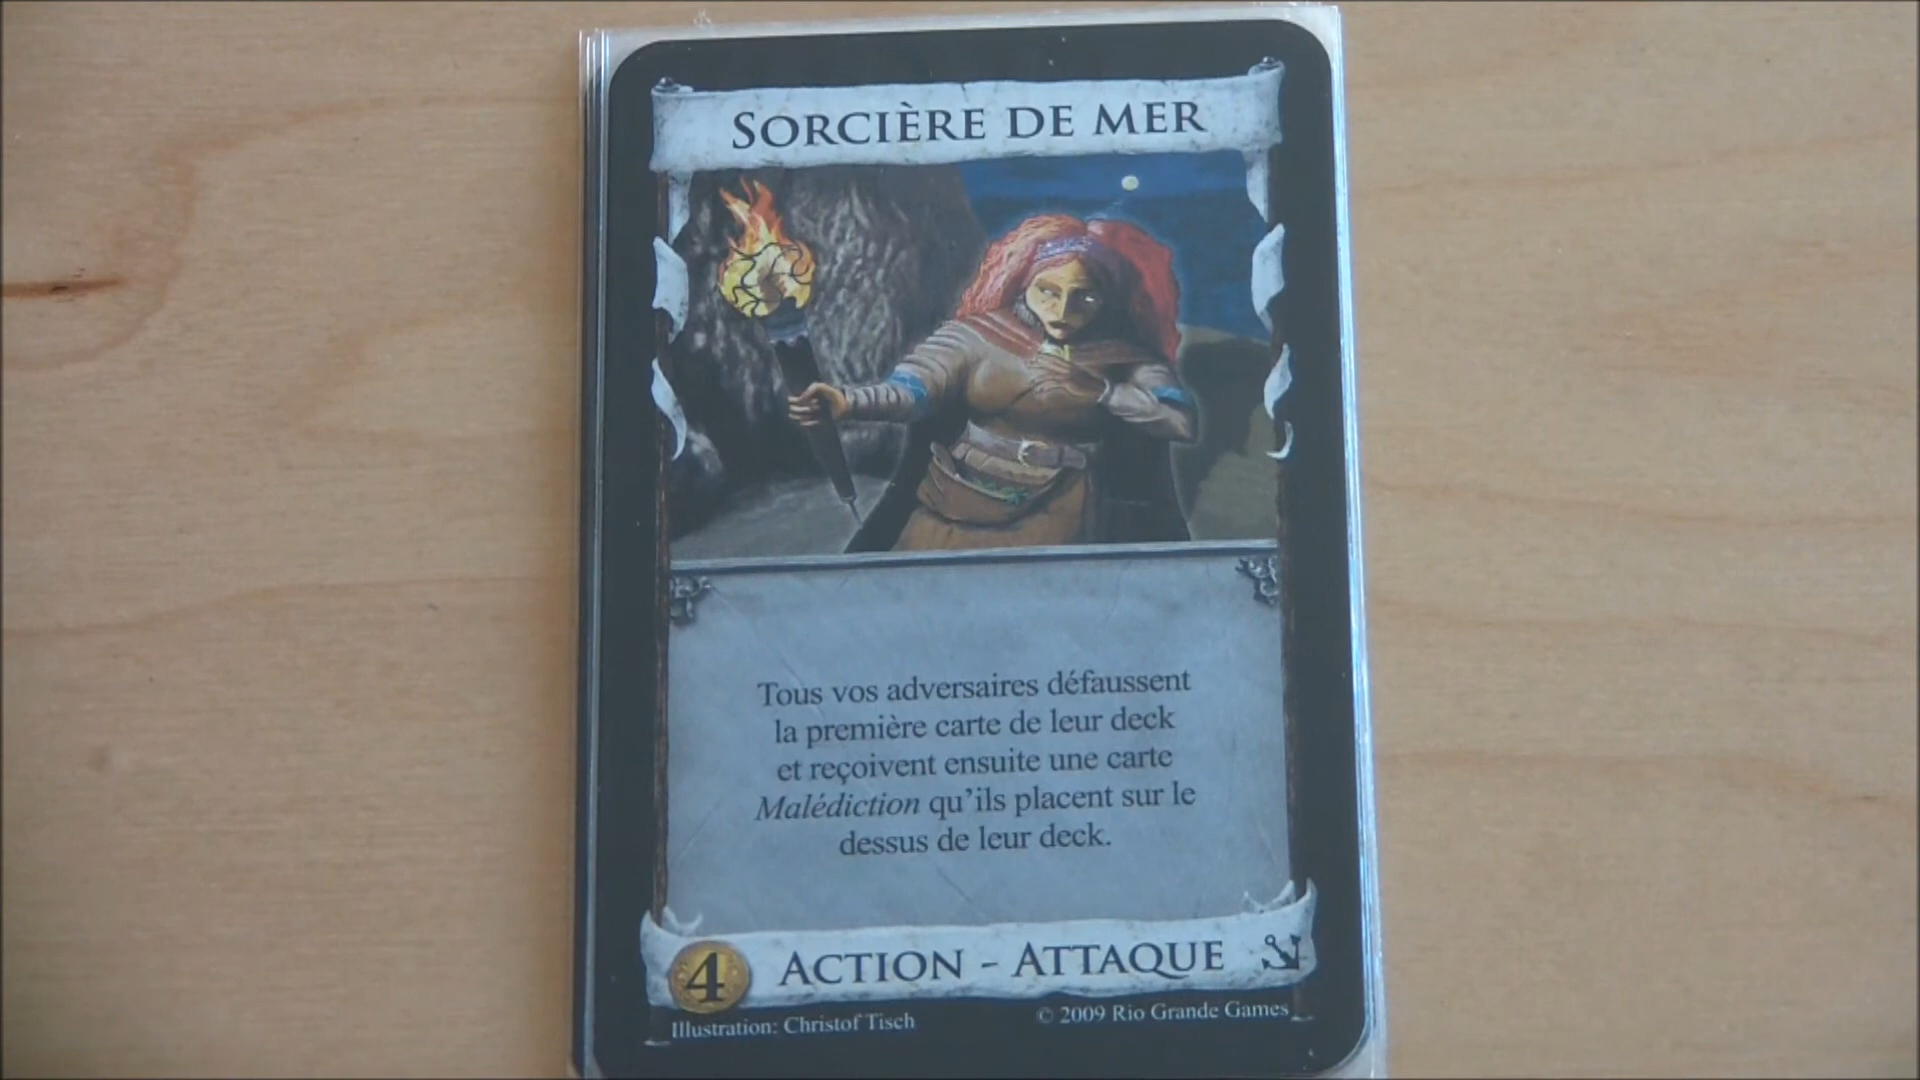 SORCIÈRE DE MER
Tous vos adversaires défaussent
la première carte de leur deck
et reçoivent ensuite une carte
Malédiction qu'ils placent sur le
dessus de leur deck.
4 ACTION - ATTAQUE
Illustration: Christof Tisch © 2009 Rio Grande Games